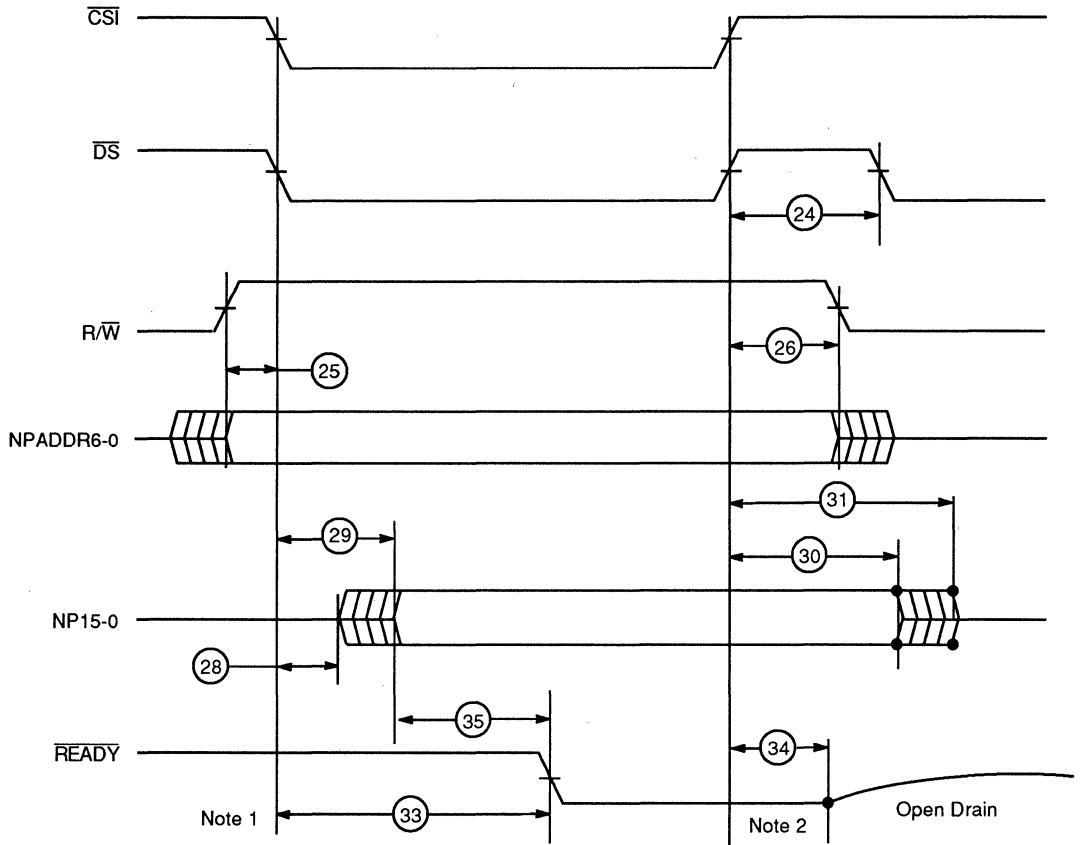 CSI
DS
24
R/W
25
26
NPADDR6-0
31
29
30
NP15-0
28
35
34
READY
33
Note 1
Note 2
Open Drain